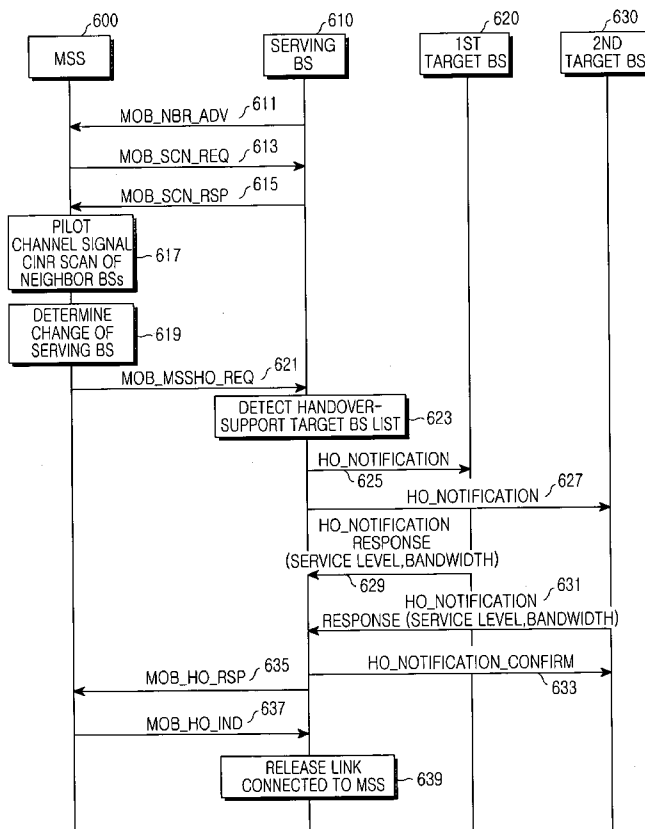 600
MSS
610
SERVING
BS
620
1ST
TARGET BS
630
2ND
TARGET BS
MOB_NBR_ADV
611
MOB_SCN_REQ
613
MOB_SCN_RSP
615
PILOT
CHANNEL SIGNAL
CINR SCAN OF
NEIGHBOR BSs
617
DETERMINE
CHANGE OF
SERVING BS
619
MOB_MSSHO_REQ
621
DETECT HANDOVER-
SUPPORT TARGET BS LIST
623
HO_NOTIFICATION
625
HO_NOTIFICATION
627
HO_NOTIFICATION
RESPONSE
(SERVICE LEVEL,BANDWIDTH)
629
HO_NOTIFICATION
631
RESPONSE (SERVICE LEVEL,BANDWIDTH)
MOB_HO_RSP
635
HO_NOTIFICATION_CONFIRM
633
MOB_HO_IND
637
RELEASE LINK
CONNECTED TO MSS
639